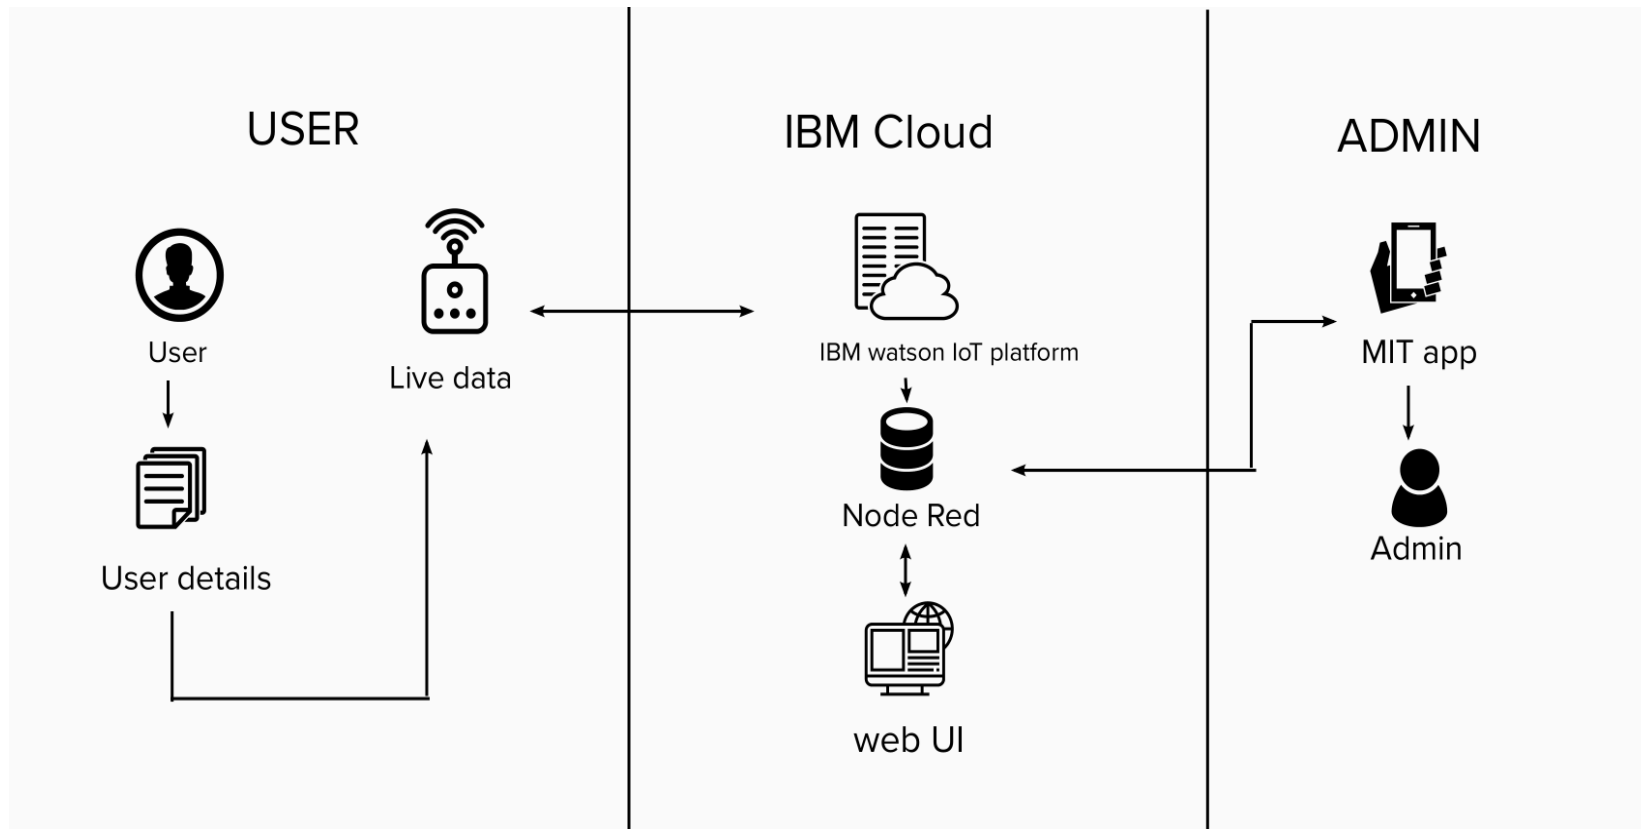 USER
IBM Cloud
ADMIN
User
Live data
User details
IBM watson IoT platform
Node Red
web UI
MIT app
Admin